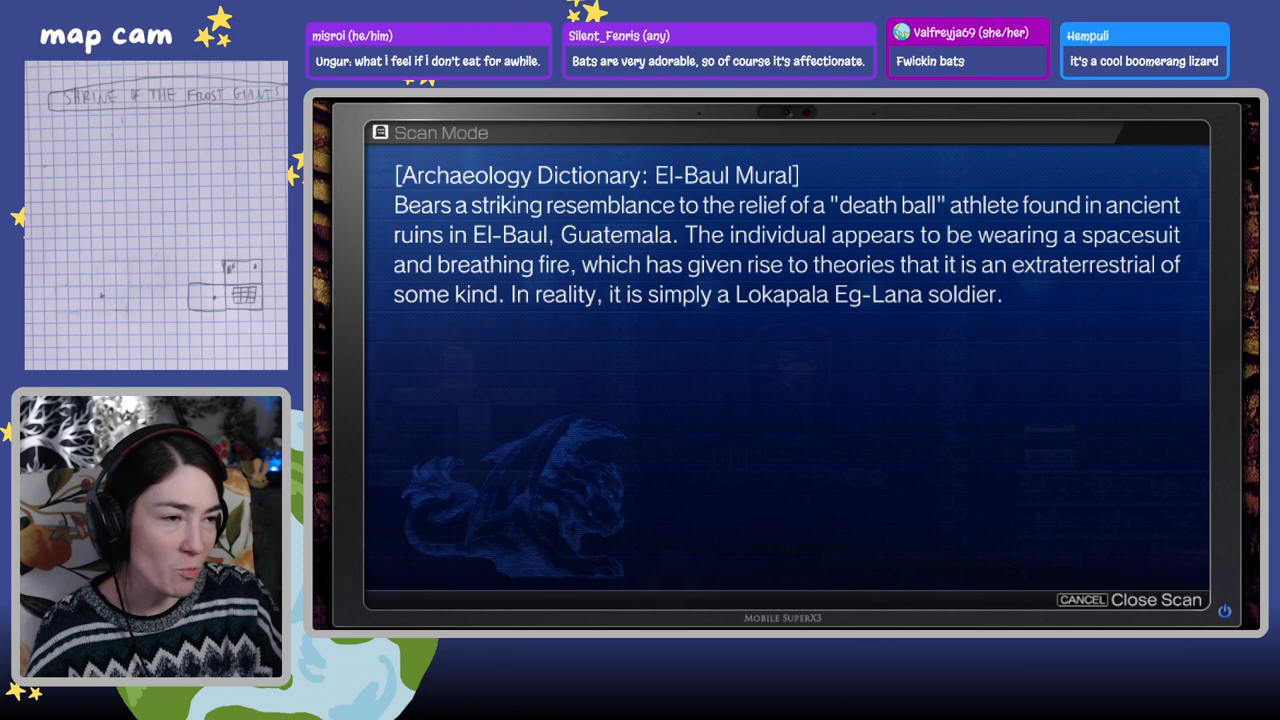 map cam
SHRINE OF THE FROST GIANTS
misroi (he/him)
Ungur: what i feel if i don't eat for awhile.
Silent_Fenris (any)
Bats are very adorable, so of course it's affectionate.
Valfreyja69 (she/her)
Fwickin bats
Hempuli
it's a cool boomerang lizard
Scan Mode
[Archaeology Dictionary: El-Baul Mural]
Bears a striking resemblance to the relief of a "death ball" athlete found in ancient
ruins in El-Baul, Guatemala. The individual appears to be wearing a spacesuit
and breathing fire, which has given rise to theories that it is an extraterrestrial of
some kind. In reality, it is simply a Lokapala Eg-Lana soldier.
CANCEL Close Scan
MOBILE SUPERX3